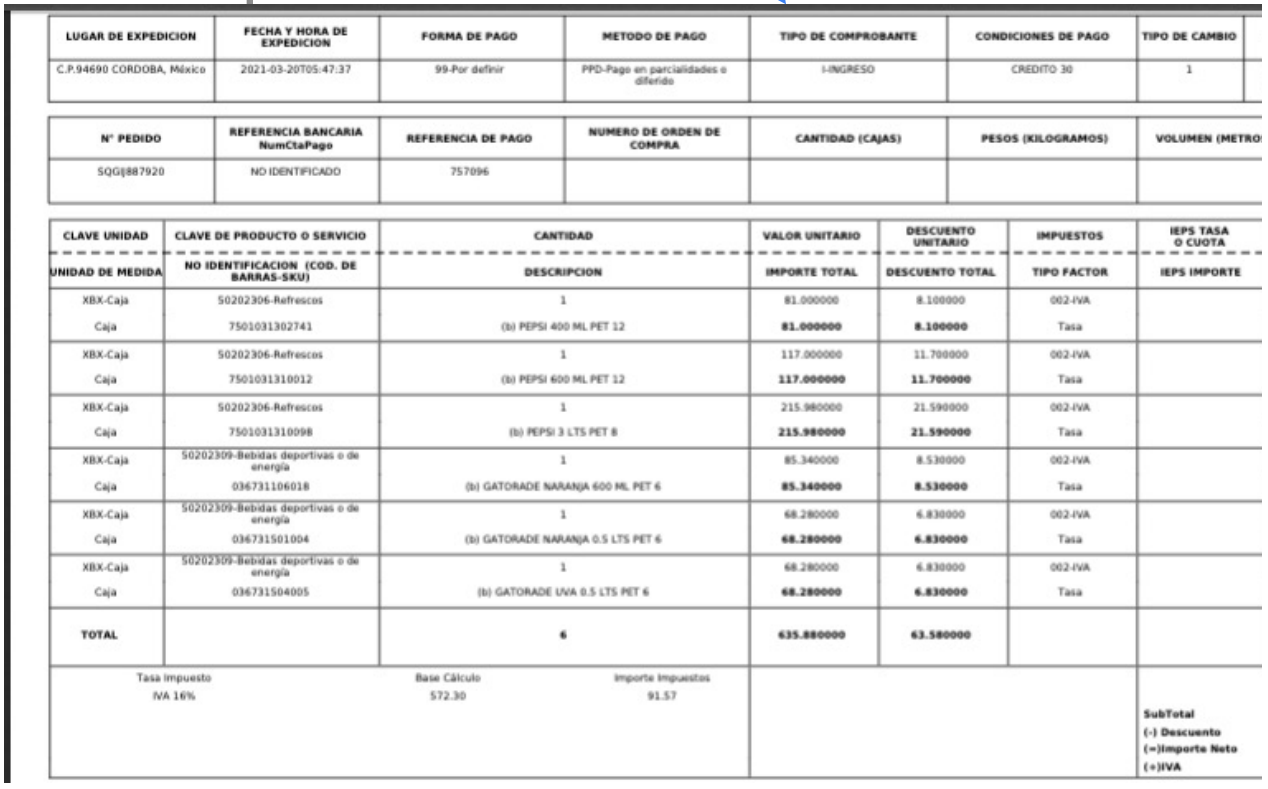 LUGAR DE EXPEDICION FECHA Y HORA DE EXPEDICION FORMA DE PAGO METODO DE PAGO TIPO DE COMPROBANTE CONDICIONES DE PAGO TIPO DE CAMBIO
C.P.94690 CORDOBA, México 2021-03-20T05:47:37 99-Por definir PPD-Pago en parcialidades o diferido I-INGRESO CREDITO 30 1
N° PEDIDO REFERENCIA BANCARIA NumCtaPago REFERENCIA DE PAGO NUMERO DE ORDEN DE COMPRA CANTIDAD (CAJAS) PESOS (KILOGRAMOS) VOLUMEN (METROS
SQGIJ887920 NO IDENTIFICADO 757096
CLAVE UNIDAD CLAVE DE PRODUCTO O SERVICIO CANTIDAD VALOR UNITARIO DESCUENTO UNITARIO IMPUESTOS IEPS TASA O CUOTA
UNIDAD DE MEDIDA NO IDENTIFICACION (COD. DE BARRAS-SKU) DESCRIPCION IMPORTE TOTAL DESCUENTO TOTAL TIPO FACTOR IEPS IMPORTE
XBX-Caja 50202306-Refrescos 1 81.000000 8.100000 002-IVA
Caja 7501031302741 (b) PEPSI 400 ML PET 12 81.000000 8.100000 Tasa
XBX-Caja 50202306-Refrescos 1 117.000000 11.700000 002-IVA
Caja 7501031310012 (b) PEPSI 600 ML PET 12 117.000000 11.700000 Tasa
XBX-Caja 50202306-Refrescos 1 215.980000 21.590000 002-IVA
Caja 7501031310098 (b) PEPSI 3 LTS PET 8 215.980000 21.590000 Tasa
XBX-Caja 50202309-Bebidas deportivas o de energía 1 85.340000 8.530000 002-IVA
Caja 036731106018 (b) GATORADE NARANJA 600 ML PET 6 85.340000 8.530000 Tasa
XBX-Caja 50202309-Bebidas deportivas o de energía 1 68.280000 6.830000 002-IVA
Caja 036731501004 (b) GATORADE NARANJA 0.5 LTS PET 6 68.280000 6.830000 Tasa
XBX-Caja 50202309-Bebidas deportivas o de energía 1 68.280000 6.830000 002-IVA
Caja 036731504005 (b) GATORADE UVA 0.5 LTS PET 6 68.280000 6.830000 Tasa
TOTAL 6 635.880000 63.580000
Tasa Impuesto Base Cálculo Importe Impuestos
IVA 16% 572.30 91.57
SubTotal
(-) Descuento
(=)Importe Neto
(+)IVA